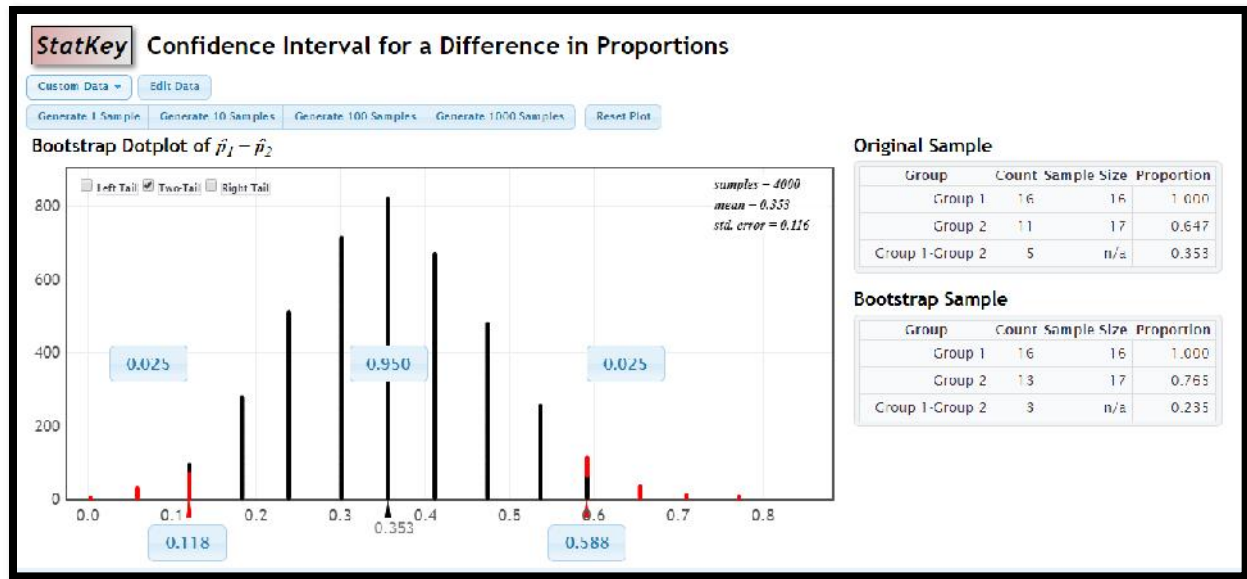 StatKey Confidence Interval for a Difference in Proportions
Custom Data Edit Data
Generate 1 Sample Generate 10 Samples Generate 100 Samples Generate 1000 Samples Reset Plot
Bootstrap Dotplot of p̂₁ − p̂₂
Left Tail Two-Tail Right Tail
samples = 4000
mean = 0.353
std. error = 0.116
800
600
400
200
0
0.025 0.950 0.025
0.0 0.1 0.2 0.3 0.4 0.5 0.6 0.7 0.8
0.353
0.118 0.588
Original Sample
Group Count Sample Size Proportion
Group 1 16 16 1.000
Group 2 11 17 0.647
Group 1-Group 2 5 n/a 0.353
Bootstrap Sample
Group Count Sample Size Proportion
Group 1 16 16 1.000
Group 2 13 17 0.765
Group 1-Group 2 3 n/a 0.235